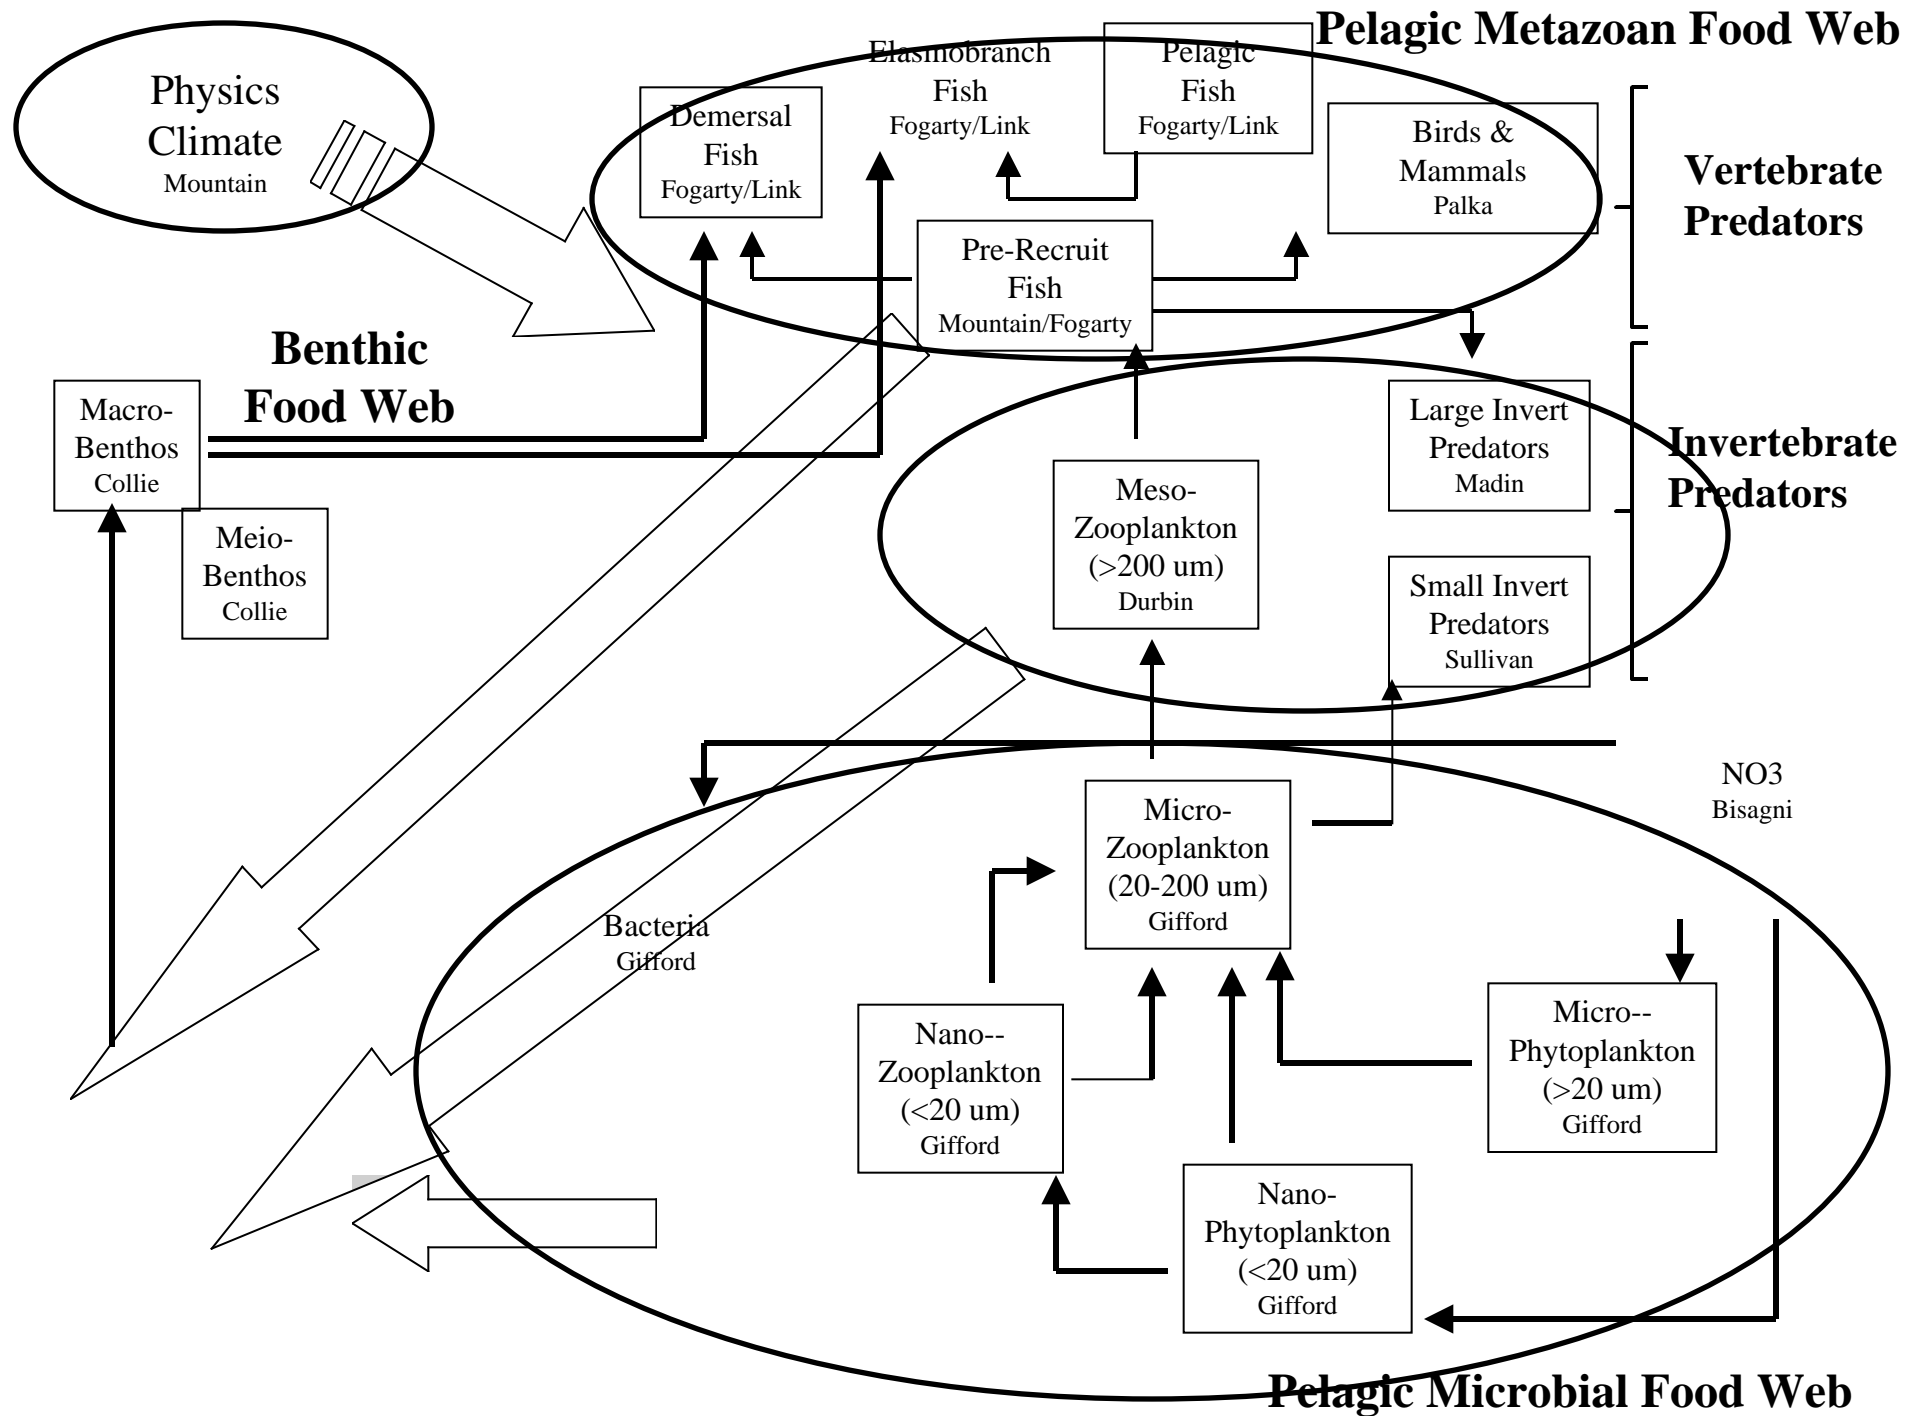 Pelagic Metazoan Food Web
Physics
Climate
Mountain
Elasmobranch
Fish
Fogarty/Link
Pelagic
Fish
Fogarty/Link
Demersal
Fish
Fogarty/Link
Birds &
Mammals
Palka
Vertebrate
Predators
Pre-Recruit
Fish
Mountain/Fogarty
Benthic
Food Web
Macro-
Benthos
Collie
Meio-
Benthos
Collie
Large Invert
Predators
Madin
Invertebrate
Predators
Meso-
Zooplankton
(>200 um)
Durbin
Small Invert
Predators
Sullivan
NO3
Bisagni
Micro-
Zooplankton
(20-200 um)
Gifford
Bacteria
Gifford
Nano--
Zooplankton
(<20 um)
Gifford
Micro--
Phytoplankton
(>20 um)
Gifford
Nano-
Phytoplankton
(<20 um)
Gifford
Pelagic Microbial Food Web